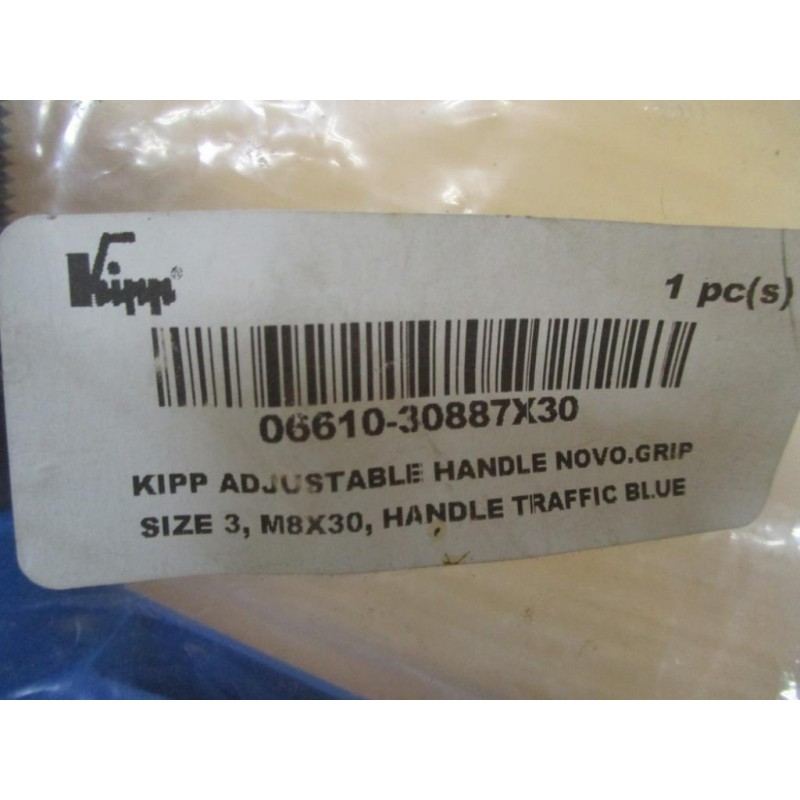 Kipp®
1 pc(s)
06610-30887X30
KIPP ADJUSTABLE HANDLE NOVO.GRIP
SIZE 3, M8X30, HANDLE TRAFFIC BLUE